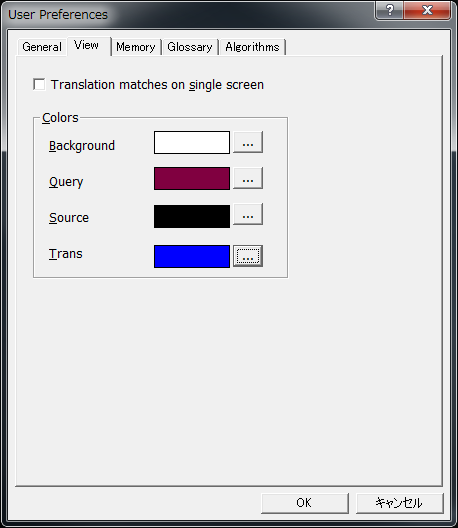 User Preferences
General View Memory Glossary Algorithms
Translation matches on single screen
Colors
Background ...
Query ...
Source ...
Trans ...
OK キャンセル